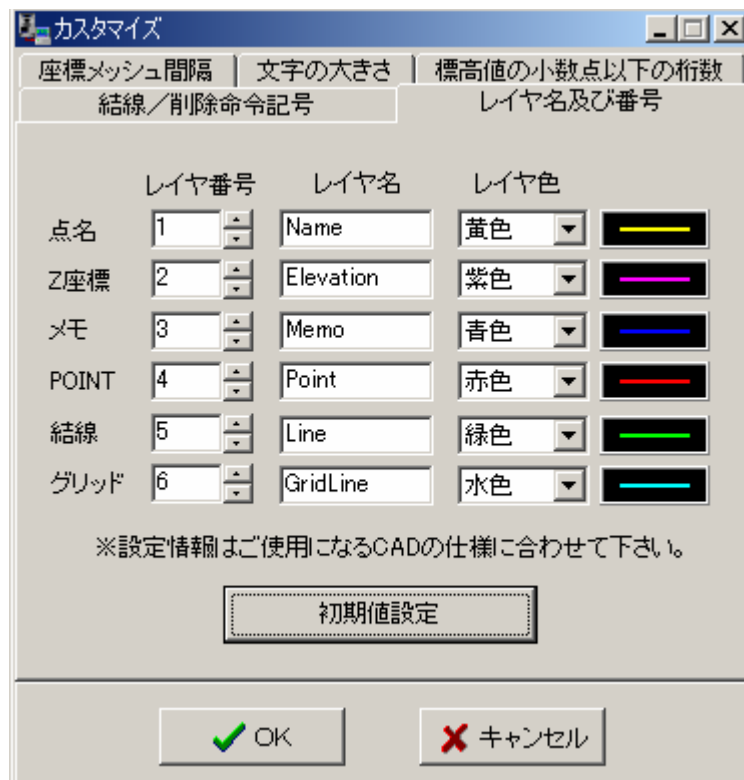 カスタマイズ
座標メッシュ間隔 文字の大きさ 標高値の小数点以下の桁数
結線／削除命令記号 レイヤ名及び番号
レイヤ番号 レイヤ名 レイヤ色
点名 1 Name 黄色
Z座標 2 Elevation 紫色
メモ 3 Memo 青色
POINT 4 Point 赤色
結線 5 Line 緑色
グリッド 6 GridLine 水色
※設定情報はご使用になるCADの仕様に合わせて下さい。
初期値設定
OK キャンセル